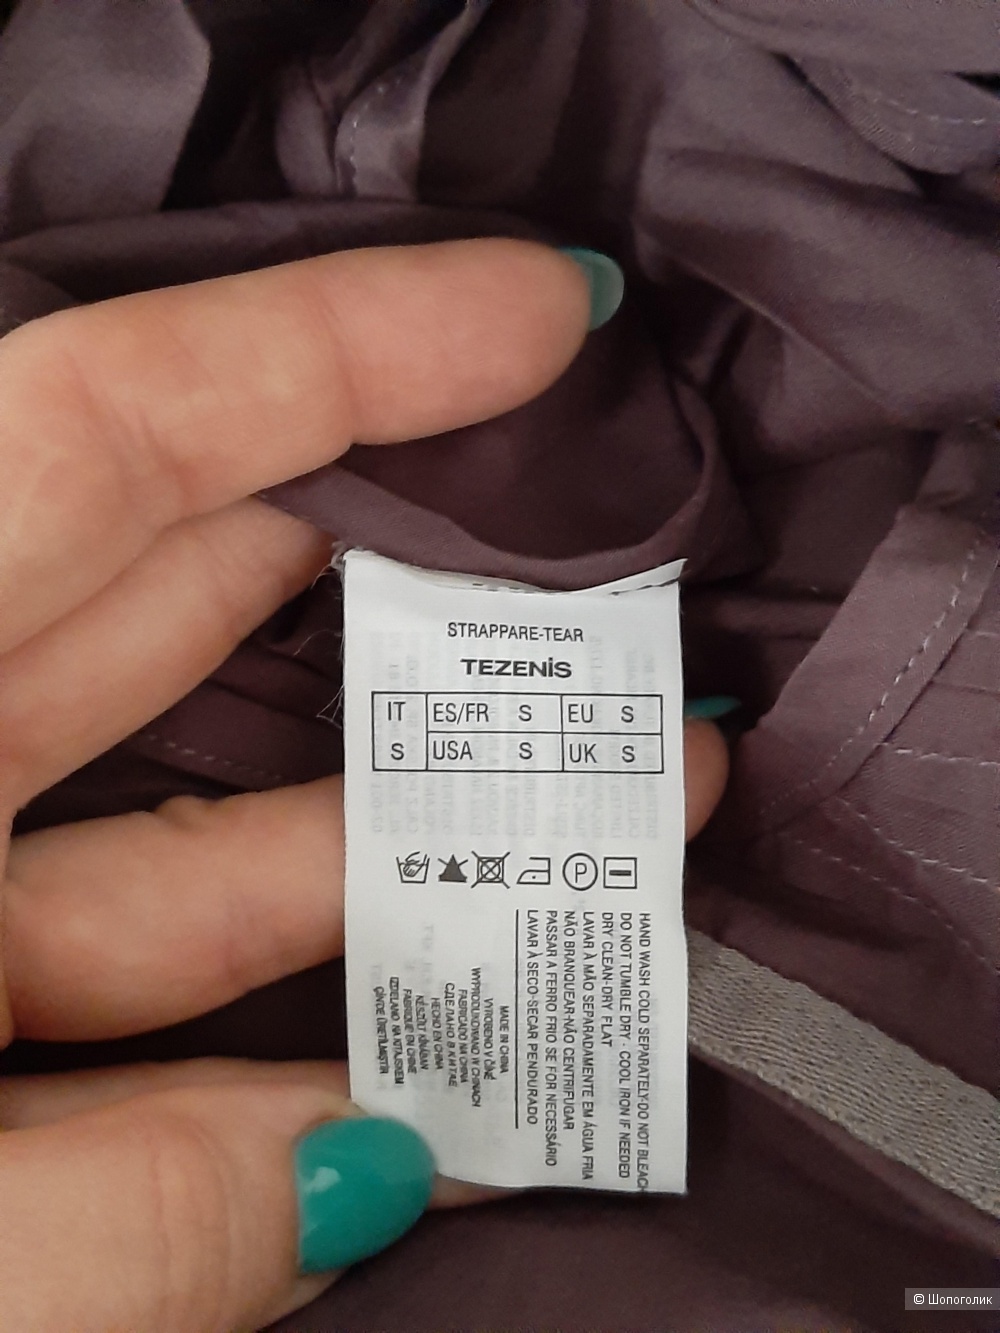 STRAPPARE-TEAR
TEZENIS
IT ES/FR S EU S
S USA S UK S
P
HAND WASH COLD SEPARATELY-DO NOT BLEACH
DO NOT TUMBLE DRY - COOL IRON IF NEEDED
DRY CLEAN-DRY FLAT
LAVAR À MÃO SEPARADAMENTE EM ÁGUA FRIA
NÃO BRANQUEAR-NÃO CENTRIFUGAR
PASSAR A FERRO FRIO SE FOR NECESSÁRIO
LAVAR À SECO-SECAR PENDURADO
MADE IN CHINA
VYROBENO V ČÍNĚ
WYPRODUKOWANO W CHINACH
FABRICADO NA CHINA
СДЕЛАНО В КИТАЕ
HECHO EN CHINA
KÉSZÜLT KÍNÁBAN
FABRIQUÉ EN CHINE
IZDELANO NA KITAJSKEM
ÇİN'DE ÜRETİLMİŞTİR
© Шопоголик